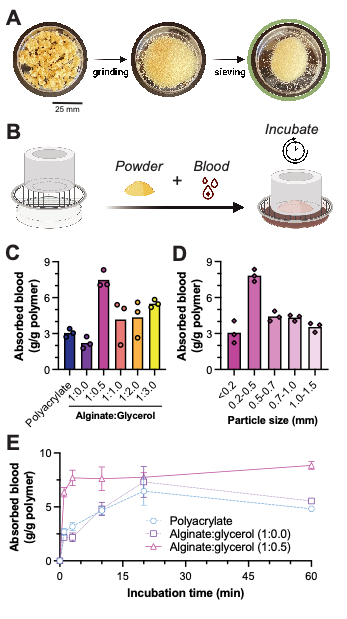 A
grinding
sieving
25 mm
B
Incubate
Powder
Blood
+
C
Absorbed blood
(g/g polymer)
9
6
3
0
Polyacrylate
1:0.0
1:0.5
1:1.0
1:2.0
1:3.0
Alginate:Glycerol
D
Absorbed blood
(g/g polymer)
9
6
3
0
<0.2
0.2-0.5
0.5-0.7
0.7-1.0
1.0-1.5
Particle size (mm)
E
Absorbed blood
(g/g polymer)
10
5
0
Polyacrylate
Alginate:glycerol (1:0.0)
Alginate:glycerol (1:0.5)
0
15
30
45
60
Incubation time (min)